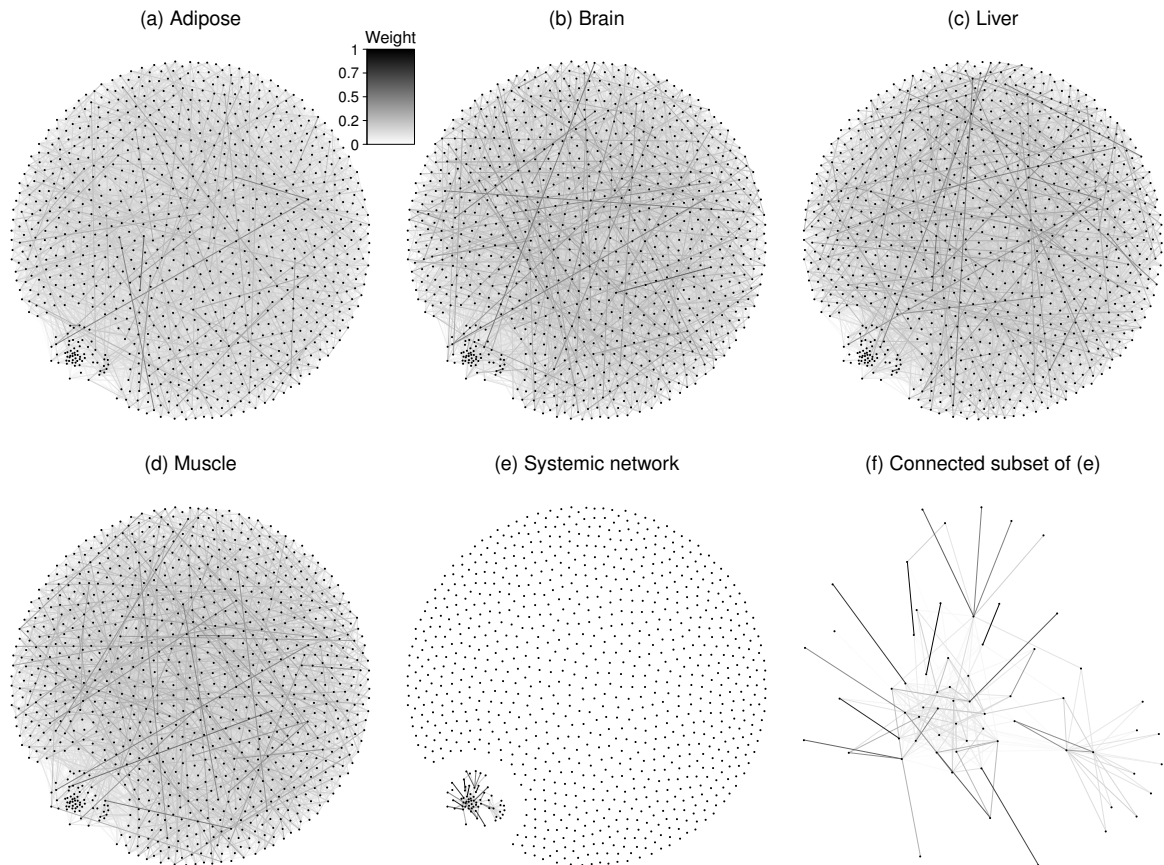 (a) Adipose
(b) Brain
(c) Liver
Weight
1
0.7
0.5
0.2
0
(d) Muscle
(e) Systemic network
(f) Connected subset of (e)